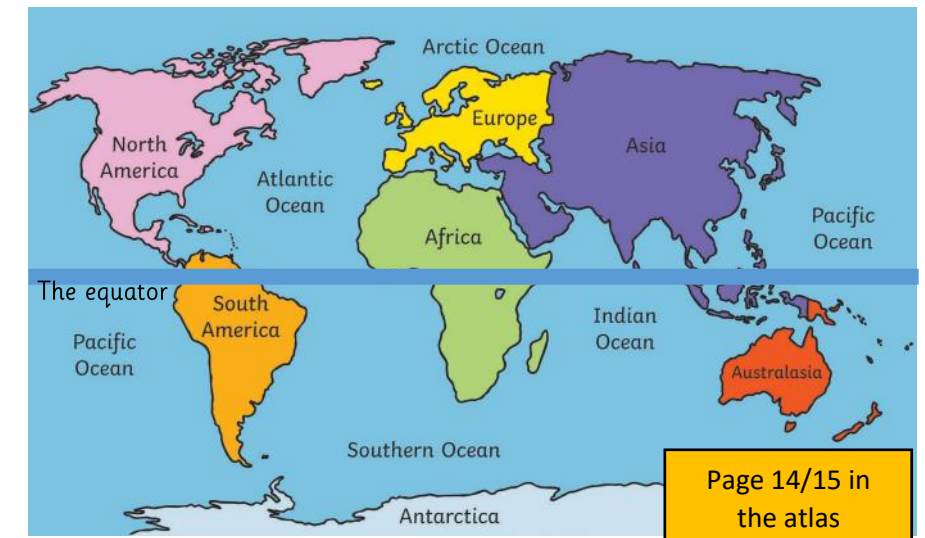 Arctic Ocean
Europe
North
America
Asia
Atlantic
Ocean
Pacific
Ocean
Africa
The equator
South
America
Indian
Ocean
Pacific
Ocean
Australasia
Southern Ocean
Page 14/15 in
the atlas
Antarctica